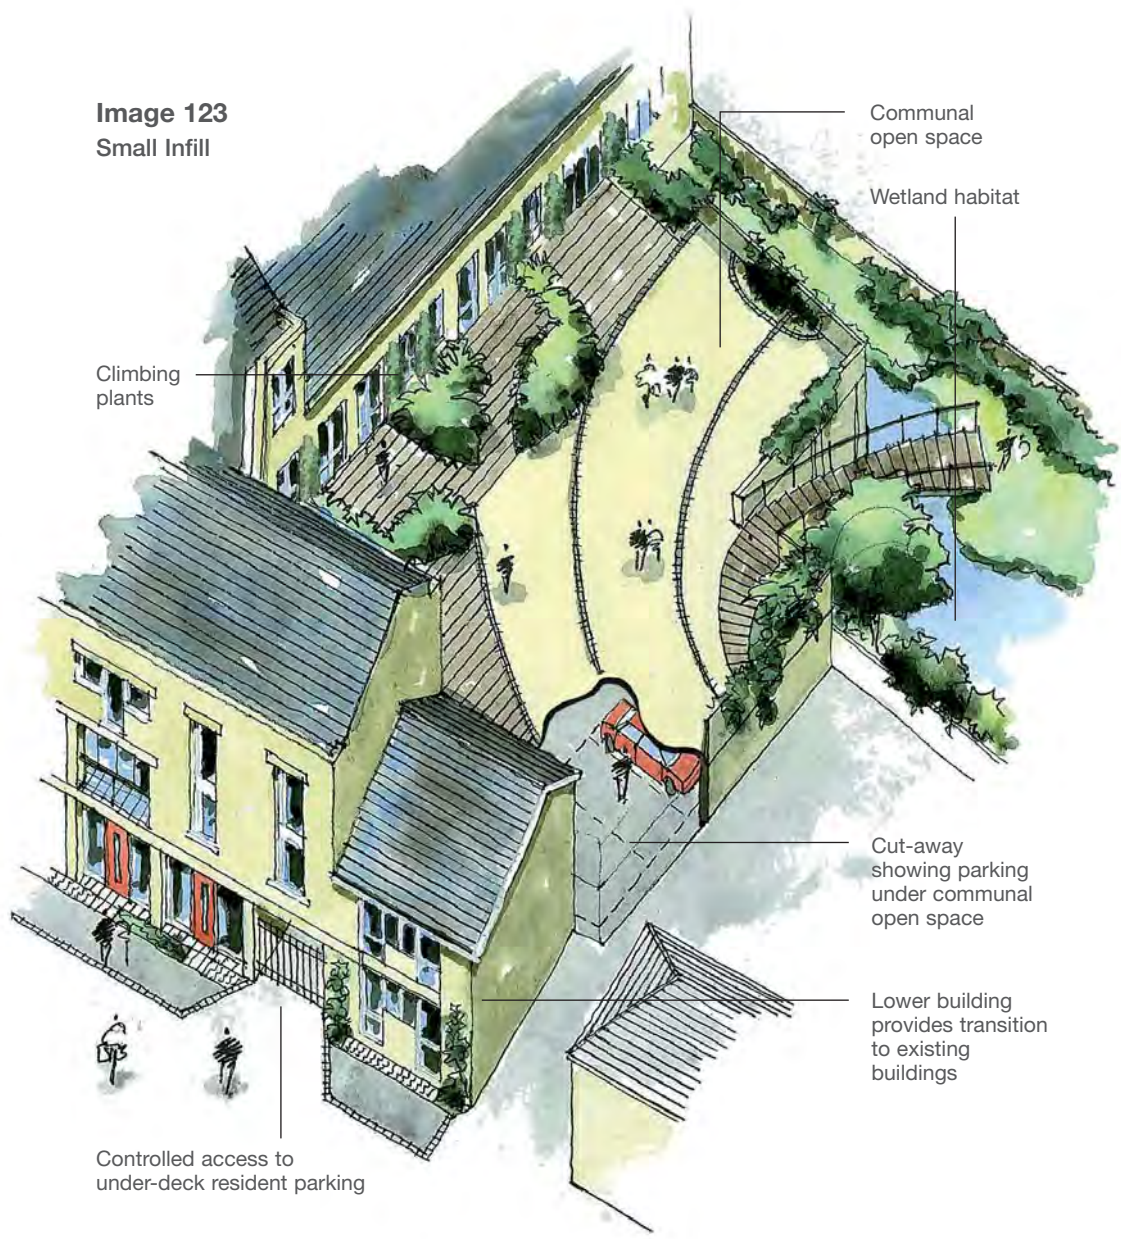 Image 123
Small Infill
Communal
open space
Wetland habitat
Climbing
plants
Cut-away
showing parking
under communal
open space
Lower building
provides transition
to existing
buildings
Controlled access to
under-deck resident parking